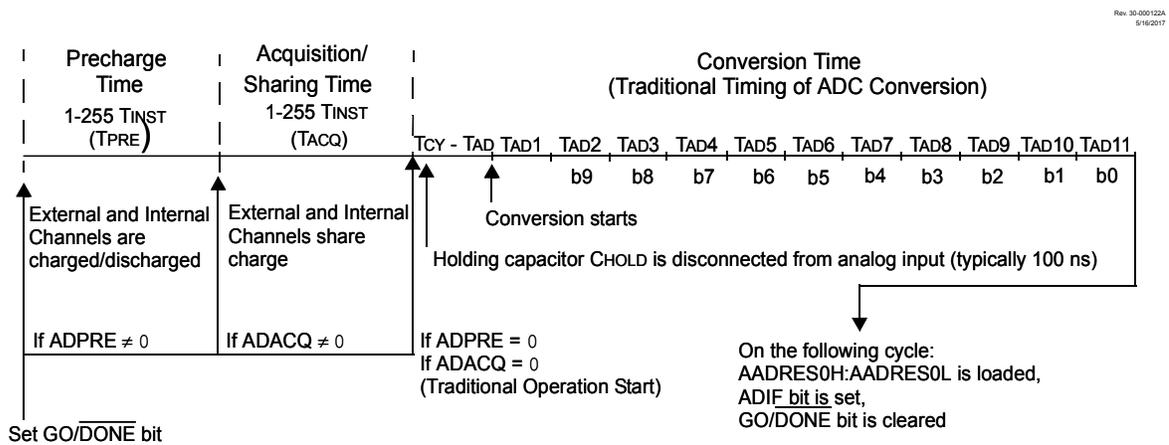 Rev. 30-000122A
5/16/2017
Precharge
Time
1-255 TINST
(TPRE)
Acquisition/
Sharing Time
1-255 TINST
(TACQ)
Conversion Time
(Traditional Timing of ADC Conversion)
TCY - TAD TAD1 TAD2 TAD3 TAD4 TAD5 TAD6 TAD7 TAD8 TAD9 TAD10 TAD11
b9 b8 b7 b6 b5 b4 b3 b2 b1 b0
External and Internal
Channels are
charged/discharged
External and Internal
Channels share
charge
Conversion starts
Holding capacitor CHOLD is disconnected from analog input (typically 100 ns)
If ADPRE ≠ 0
If ADACQ ≠ 0
If ADPRE = 0
If ADACQ = 0
(Traditional Operation Start)
On the following cycle:
AADRES0H:AADRES0L is loaded,
ADIF bit is set,
GO/DONE bit is cleared
Set GO/DONE bit